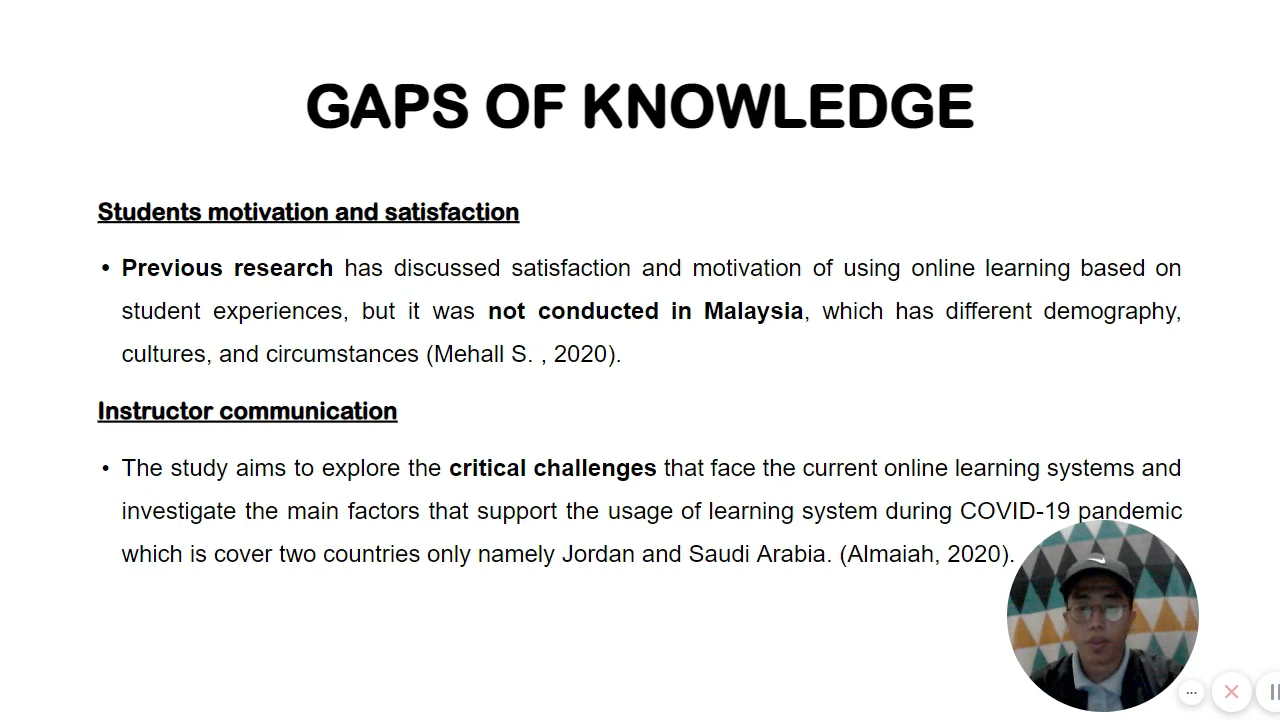 GAPS OF KNOWLEDGE
Students motivation and satisfaction
• Previous research has discussed satisfaction and motivation of using online learning based on
student experiences, but it was not conducted in Malaysia, which has different demography,
cultures, and circumstances (Mehall S. , 2020).
Instructor communication
• The study aims to explore the critical challenges that face the current online learning systems and
investigate the main factors that support the usage of learning system during COVID-19 pandemic
which is cover two countries only namely Jordan and Saudi Arabia. (Almaiah, 2020).